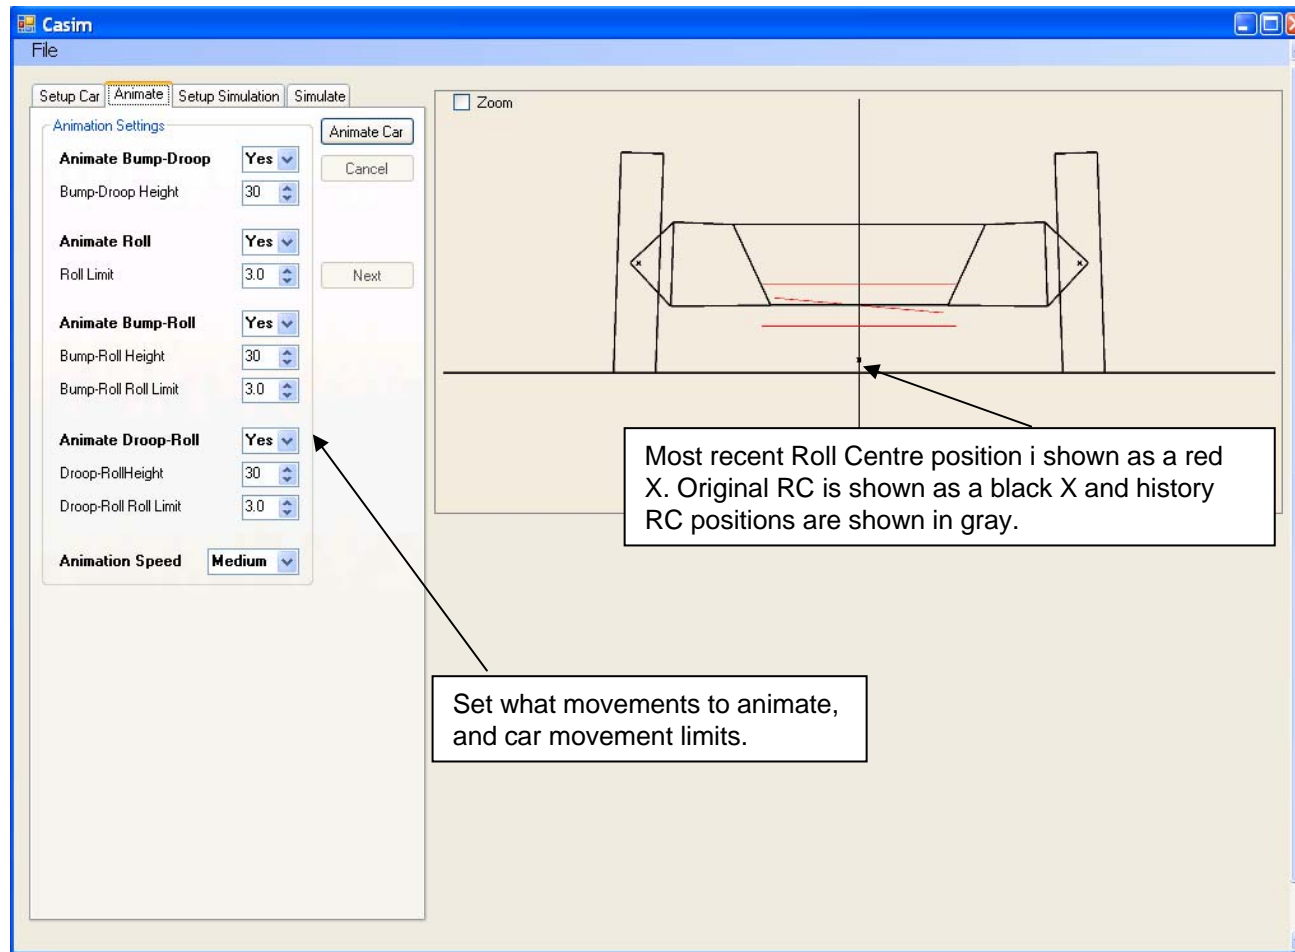 Casim
File
Setup Car Animate Setup Simulation Simulate
Animation Settings
Animate Car
Cancel
Next
Animate Bump-Droop Yes
Bump-Droop Height 30
Animate Roll Yes
Roll Limit 3.0
Animate Bump-Roll Yes
Bump-Roll Height 30
Bump-Roll Roll Limit 3.0
Animate Droop-Roll Yes
Droop-RollHeight 30
Droop-Roll Roll Limit 3.0
Animation Speed Medium
Zoom
Most recent Roll Centre position i shown as a red
X. Original RC is shown as a black X and history
RC positions are shown in gray.
Set what movements to animate,
and car movement limits.